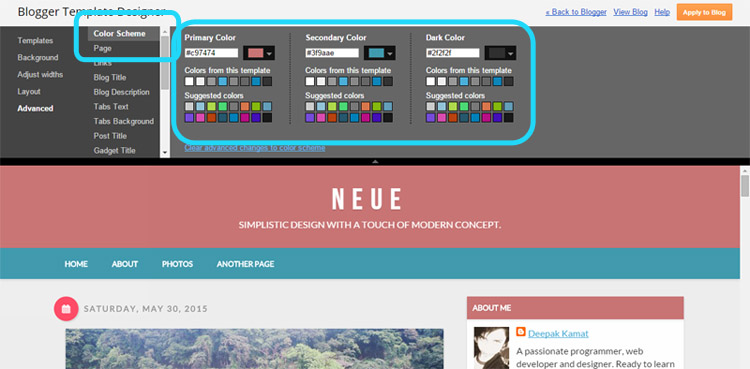 Blogger Template Designer
« Back to Blogger View Blog Help Apply to Blog
Templates
Background
Adjust widths
Layout
Advanced
Color Scheme
Page
Links
Blog Title
Blog Description
Tabs Text
Tabs Background
Post Title
Gadget Title
Primary Color
#c97474
Colors from this template
Suggested colors
Secondary Color
#3f9aae
Colors from this template
Suggested colors
Dark Color
#2f2f2f
Colors from this template
Suggested colors
Clear advanced changes to color scheme
NEUE
SIMPLISTIC DESIGN WITH A TOUCH OF MODERN CONCEPT.
HOME ABOUT PHOTOS ANOTHER PAGE
SATURDAY, MAY 30, 2015
ABOUT ME
Deepak Kamat
A passionate programmer, web
developer and designer. Ready to learn